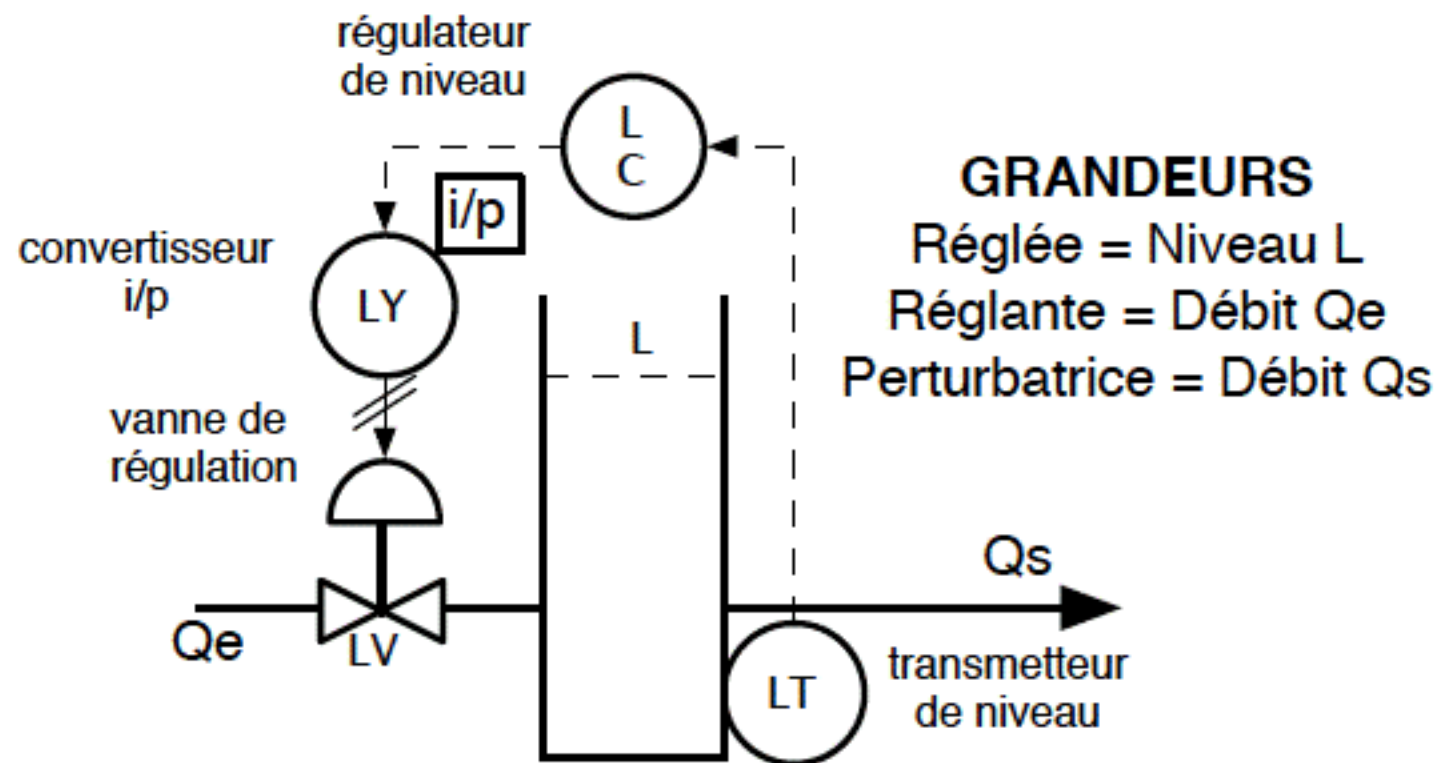 régulateur
de niveau
L
C
i/p
convertisseur
i/p
LY
L
GRANDEURS
Réglée = Niveau L
Réglante = Débit Qe
Perturbatrice = Débit Qs
vanne de
régulation
Qs
Qe
LV
LT
transmetteur
de niveau